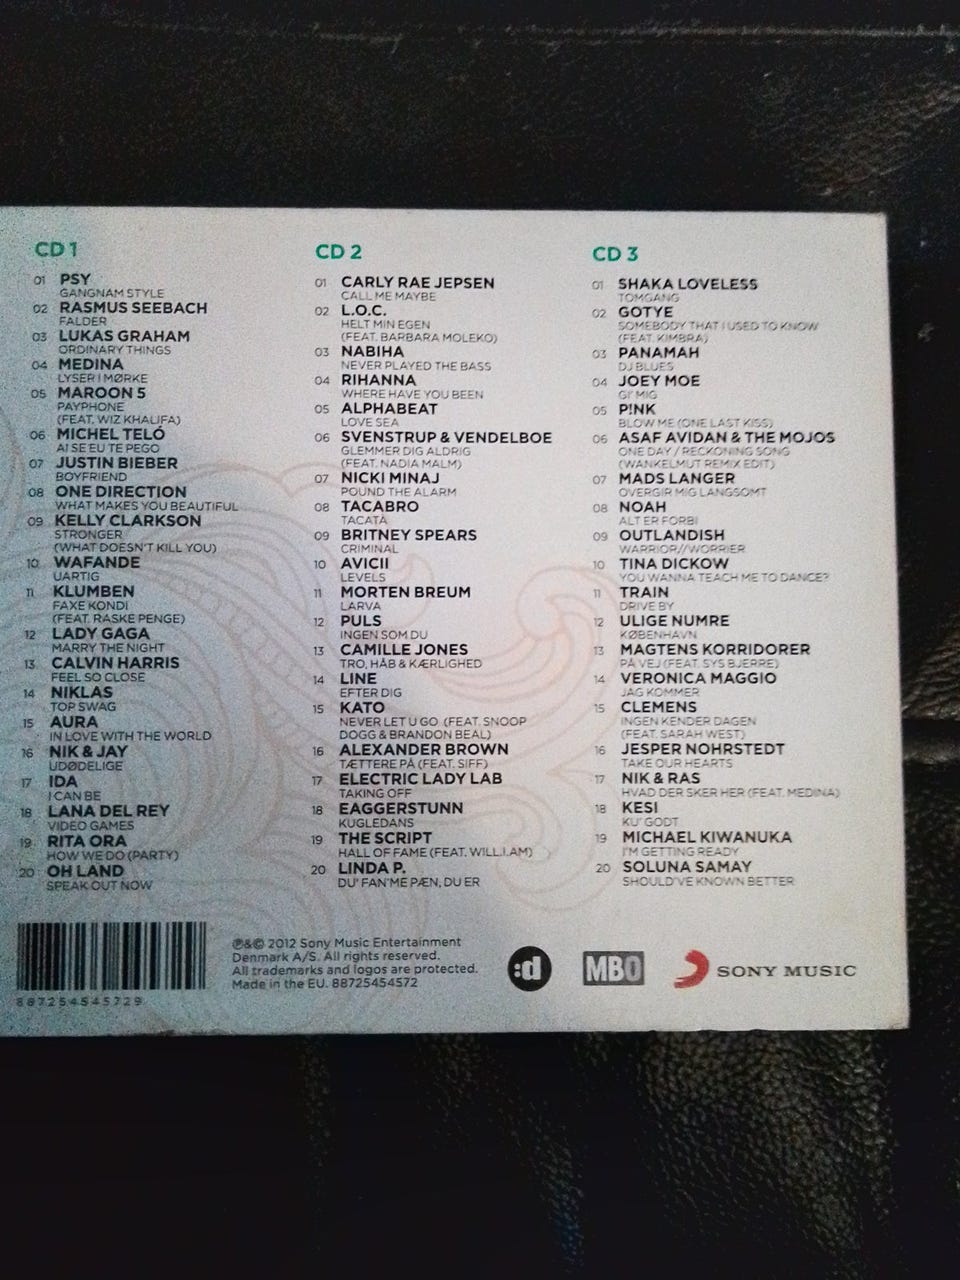 CD 1
01 PSY
GANGNAM STYLE
02 RASMUS SEEBACH
FALDER
03 LUKAS GRAHAM
ORDINARY THINGS
04 MEDINA
LYSER I MØRKE
05 MAROON 5
PAYPHONE
(FEAT. WIZ KHALIFA)
06 MICHEL TELÓ
AI SE EU TE PEGO
07 JUSTIN BIEBER
BOYFRIEND
08 ONE DIRECTION
WHAT MAKES YOU BEAUTIFUL
09 KELLY CLARKSON
STRONGER
(WHAT DOESN'T KILL YOU)
10 WAFANDE
UARTIG
11 KLUMBEN
FAXE KONDI
(FEAT. RASKE PENGE)
12 LADY GAGA
MARRY THE NIGHT
13 CALVIN HARRIS
FEEL SO CLOSE
14 NIKLAS
TOP SWAG
15 AURA
IN LOVE WITH THE WORLD
16 NIK & JAY
UDØDELIGE
17 IDA
I CAN BE
18 LANA DEL REY
VIDEO GAMES
19 RITA ORA
HOW WE DO (PARTY)
20 OH LAND
SPEAK OUT NOW
CD 2
01 CARLY RAE JEPSEN
CALL ME MAYBE
02 L.O.C.
HELT MIN EGEN
(FEAT. BARBARA MOLEKO)
03 NABIHA
NEVER PLAYED THE BASS
04 RIHANNA
WHERE HAVE YOU BEEN
05 ALPHABEAT
LOVE SEA
06 SVENSTRUP & VENDELBOE
GLEMMER DIG ALDRIG
(FEAT. NADIA MALM)
07 NICKI MINAJ
POUND THE ALARM
08 TACABRO
TACATA
09 BRITNEY SPEARS
CRIMINAL
10 AVICII
LEVELS
11 MORTEN BREUM
LARVA
12 PULS
INGEN SOM DU
13 CAMILLE JONES
TRO, HÅB & KÆRLIGHED
14 LINE
EFTER DIG
15 KATO
NEVER LET U GO (FEAT. SNOOP
DOGG & BRANDON BEAL)
16 ALEXANDER BROWN
TÆTTERE PÅ (FEAT. SIFF)
17 ELECTRIC LADY LAB
TAKING OFF
18 EAGGERSTUNN
KUGLEDANS
19 THE SCRIPT
HALL OF FAME (FEAT. WILL.I.AM)
20 LINDA P.
DU' FAN'ME PÆN, DU ER
CD 3
01 SHAKA LOVELESS
TOMGANG
02 GOTYE
SOMEBODY THAT I USED TO KNOW
(FEAT. KIMBRA)
03 PANAMAH
DJ BLUES
04 JOEY MOE
GI' MIG
05 P!NK
BLOW ME (ONE LAST KISS)
06 ASAF AVIDAN & THE MOJOS
ONE DAY / RECKONING SONG
(WANKELMUT REMIX EDIT)
07 MADS LANGER
OVERGIR MIG LANGSOMT
08 NOAH
ALT ER FORBI
09 OUTLANDISH
WARRIOR//WORRIER
10 TINA DICKOW
YOU WANNA TEACH ME TO DANCE?
11 TRAIN
DRIVE BY
12 ULIGE NUMRE
KØBENHAVN
13 MAGTENS KORRIDORER
PÅ VEJ (FEAT. SYS BJERRE)
14 VERONICA MAGGIO
JAG KOMMER
15 CLEMENS
INGEN KENDER DAGEN
(FEAT. SARAH WEST)
16 JESPER NOHRSTEDT
TAKE OUR HEARTS
17 NIK & RAS
HVAD DER SKER HER (FEAT. MEDINA)
18 KESI
KU' GODT
19 MICHAEL KIWANUKA
I'M GETTING READY
20 SOLUNA SAMAY
SHOULD'VE KNOWN BETTER
887254545729
℗&© 2012 Sony Music Entertainment
Denmark A/S. All rights reserved.
All trademarks and logos are protected.
Made in the EU. 88725454572
:d
MBO
SONY MUSIC